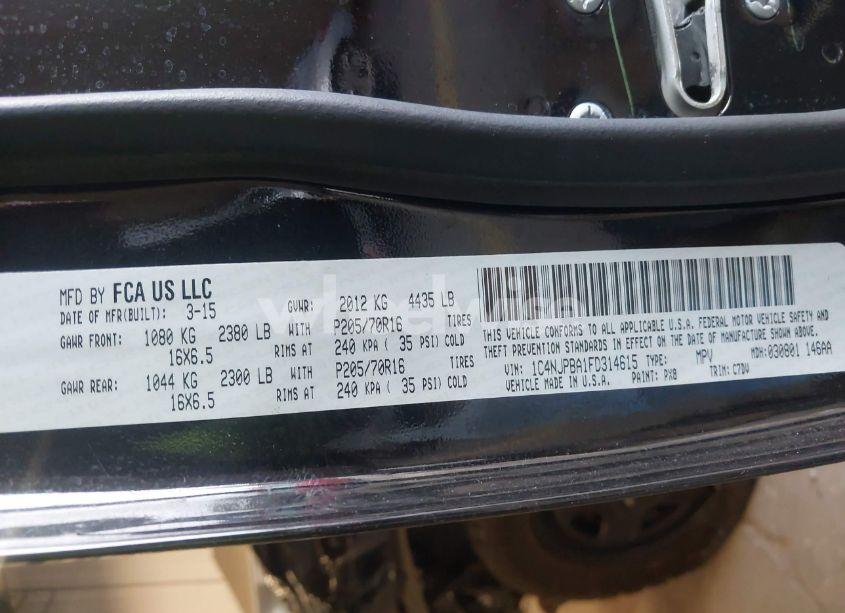 MFD BY FCA US LLC
DATE OF MFR(BUILT): 3-15
GVWR: 2012 KG 4435 LB
GAWR FRONT: 1080 KG 2380 LB WITH P205/70R16 TIRES
16X6.5 RIMS AT 240 KPA ( 35 PSI) COLD
GAWR REAR: 1044 KG 2300 LB WITH P205/70R16 TIRES
16X6.5 RIMS AT 240 KPA ( 35 PSI) COLD
THIS VEHICLE CONFORMS TO ALL APPLICABLE U.S.A. FEDERAL MOTOR VEHICLE SAFETY AND
THEFT PREVENTION STANDARDS IN EFFECT ON THE DATE OF MANUFACTURE SHOWN ABOVE.
VIN: 1C4NJPBA1FD314615 TYPE: MPV MDH:030801 146AA
VEHICLE MADE IN U.S.A. PAINT: PX8 TRIM: C7DV